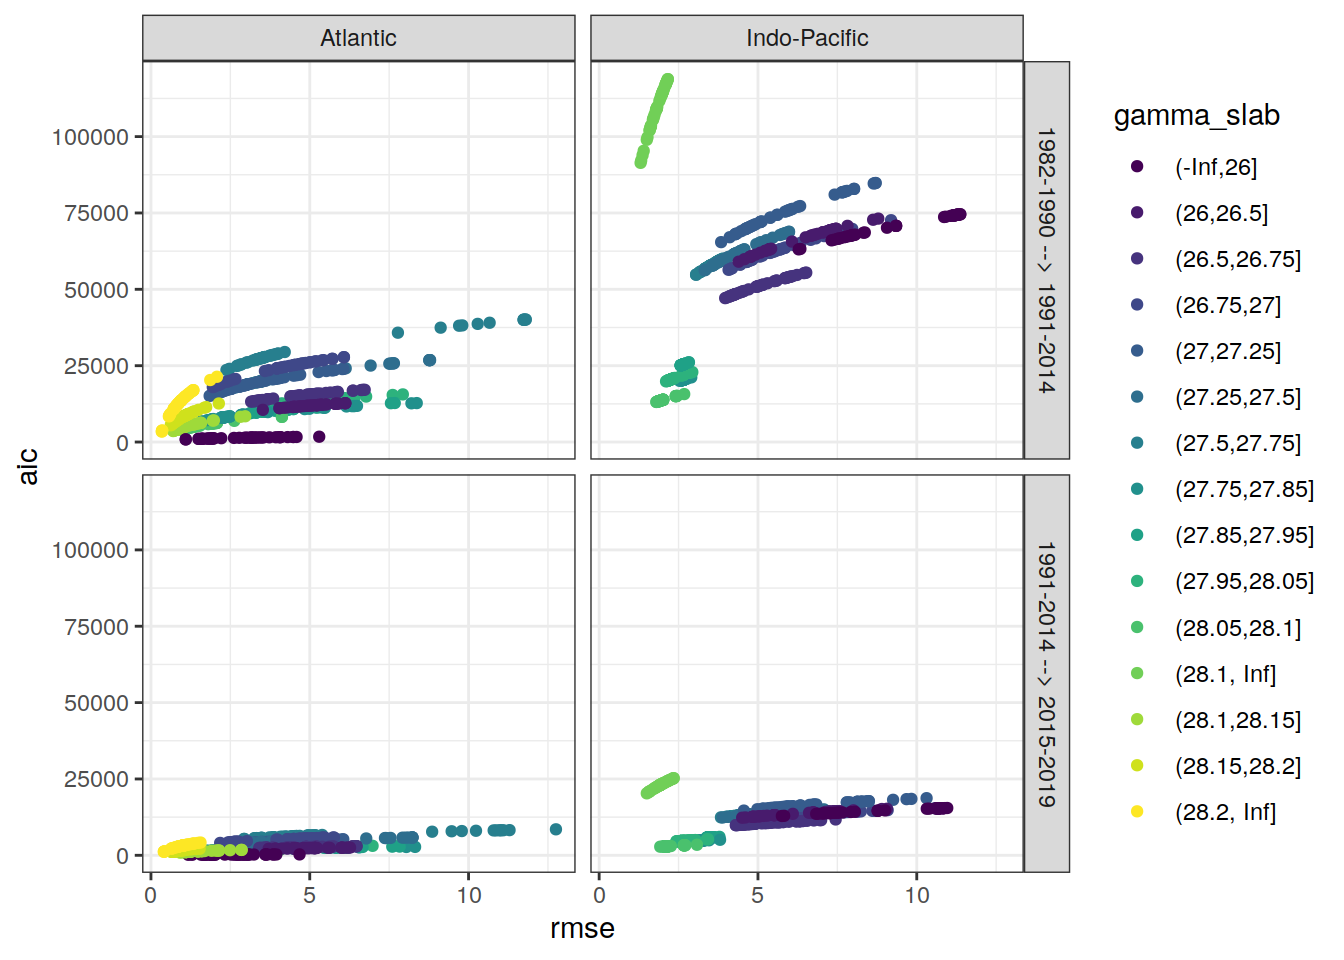 Atlantic
Indo-Pacific
1982-1990 --> 1991-2014
1991-2014 --> 2015-2019
100000
75000
50000
25000
0
100000
75000
50000
25000
0
aic
0
5
10
0
5
10
rmse
gamma_slab
(-Inf,26]
(26,26.5]
(26.5,26.75]
(26.75,27]
(27,27.25]
(27.25,27.5]
(27.5,27.75]
(27.75,27.85]
(27.85,27.95]
(27.95,28.05]
(28.05,28.1]
(28.1, Inf]
(28.1,28.15]
(28.15,28.2]
(28.2, Inf]